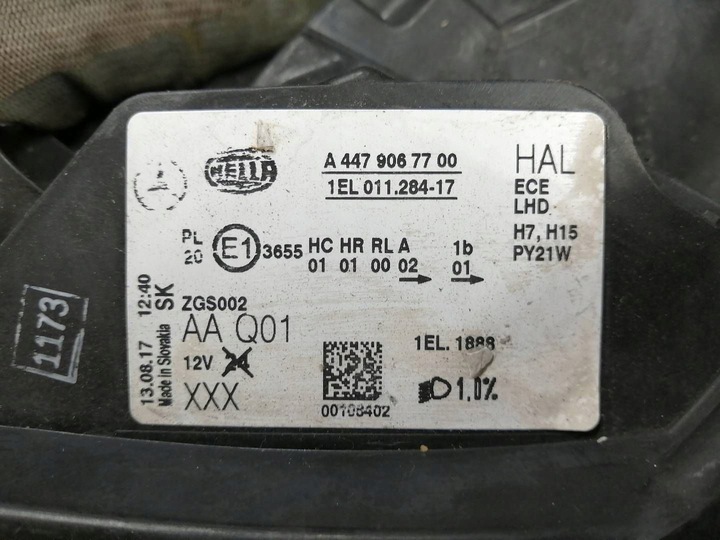 HELLA
A 447 906 77 00
1EL 011.284-17
HAL
ECE
LHD
H7, H15
PY21W
PL
20
E1
3655
HC HR RL A
01 01 00 02
1b
01
ZGS002
AA Q01
12V 24
XXX
1EL. 1888
1,0%
00108402
13.08.17 12:40
Made in Slovakia SK
1173